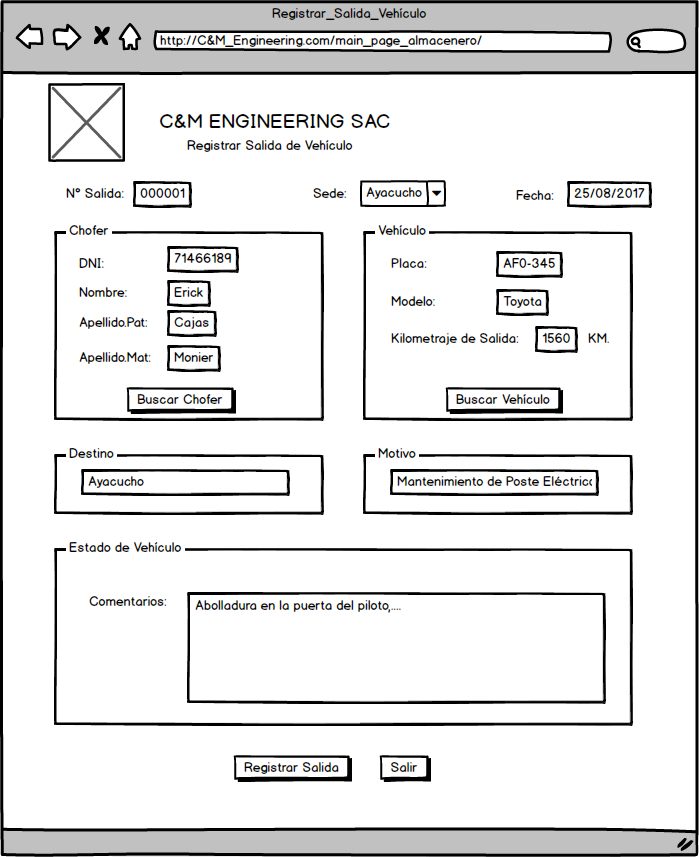 Registrar_Salida_Vehículo
http://C&M_Engineering.com/main_page_almacenero/
C&M ENGINEERING SAC
Registrar Salida de Vehículo
Nº Salida: 000001 Sede: Ayacucho Fecha: 25/08/2017
Chofer
DNI: 71466189
Nombre: Erick
Apellido.Pat: Cajas
Apellido.Mat: Monier
Buscar Chofer
Vehículo
Placa: AF0-345
Modelo: Toyota
Kilometraje de Salida: 1560 KM.
Buscar Vehículo
Destino
Ayacucho
Motivo
Mantenimiento de Poste Eléctric
Estado de Vehículo
Comentarios: Abolladura en la puerta del piloto,....
Registrar Salida Salir